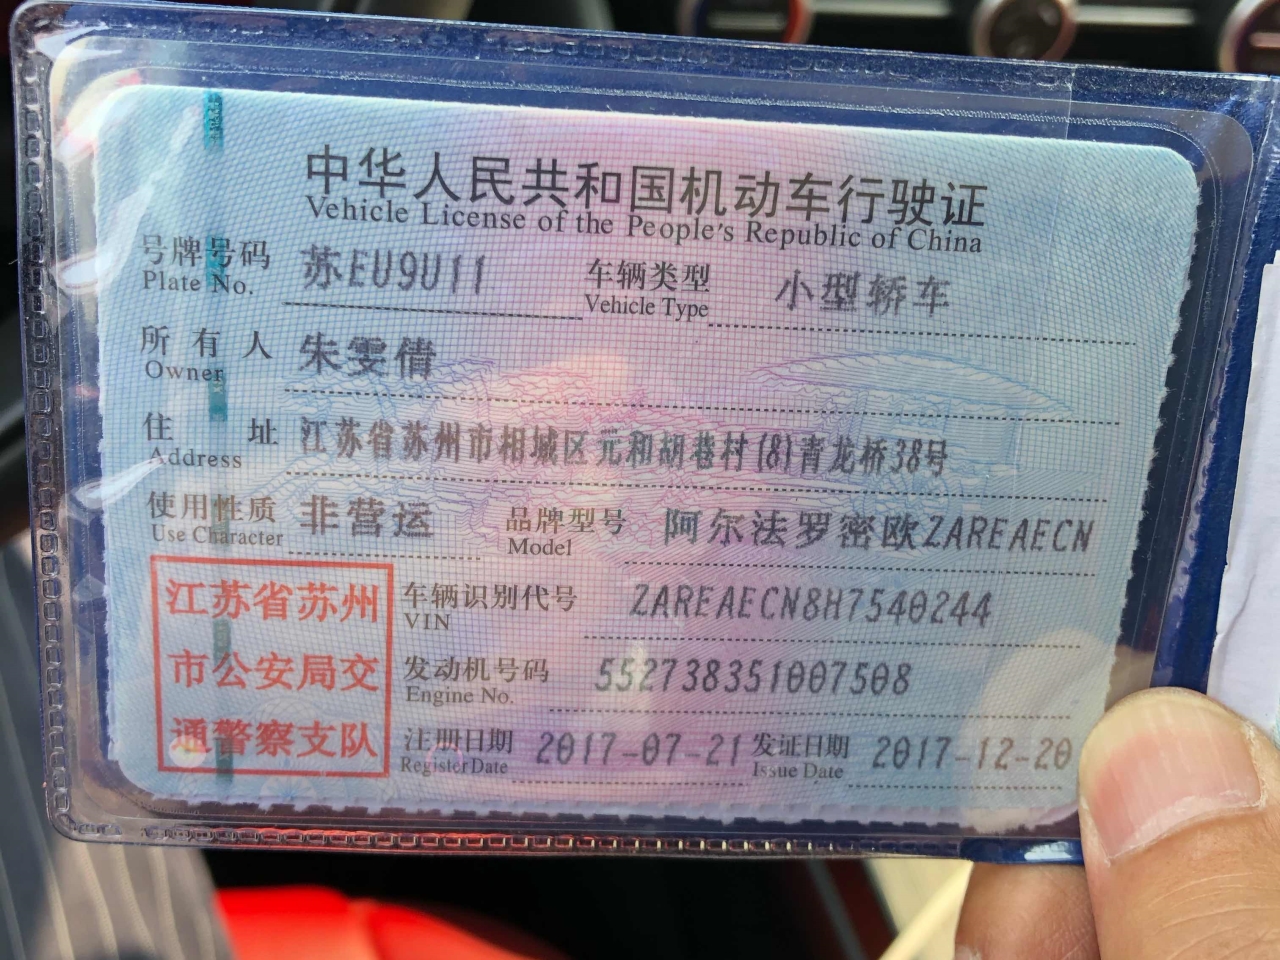 中华人民共和国机动车行驶证
Vehicle License of the People's Republic of China
号牌号码 苏EU9U11 车辆类型 小型轿车
Plate No. Vehicle Type
所有人 朱雯倩
Owner
住址 江苏省苏州市相城区元和胡巷村(8)青龙桥38号
Address
使用性质 非营运 品牌型号 阿尔法罗密欧ZAREAECN
Use Character Model
江苏省苏州 车辆识别代号 ZAREAECN8H7540244
VIN
市公安局交 发动机号码 552738351007508
Engine No.
通警察支队 注册日期 2017-07-21 发证日期 2017-12-20
Register Date Issue Date